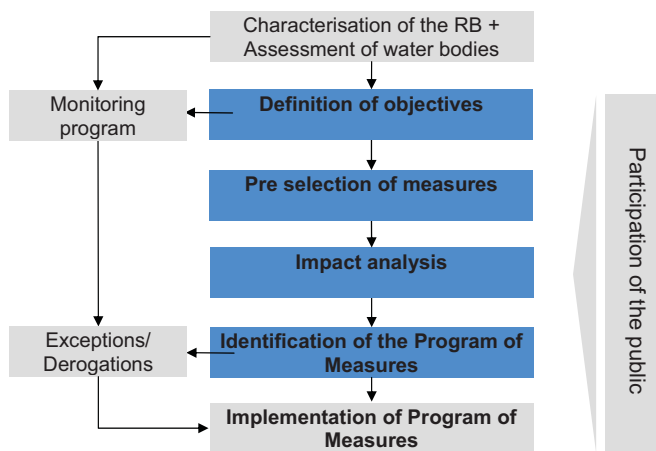 Characterisation of the RB +
Assessment of water bodies
Monitoring
program
Definition of objectives
Pre selection of measures
Impact analysis
Exceptions/
Derogations
Identification of the Program of
Measures
Implementation of Program of
Measures
Participation of the public